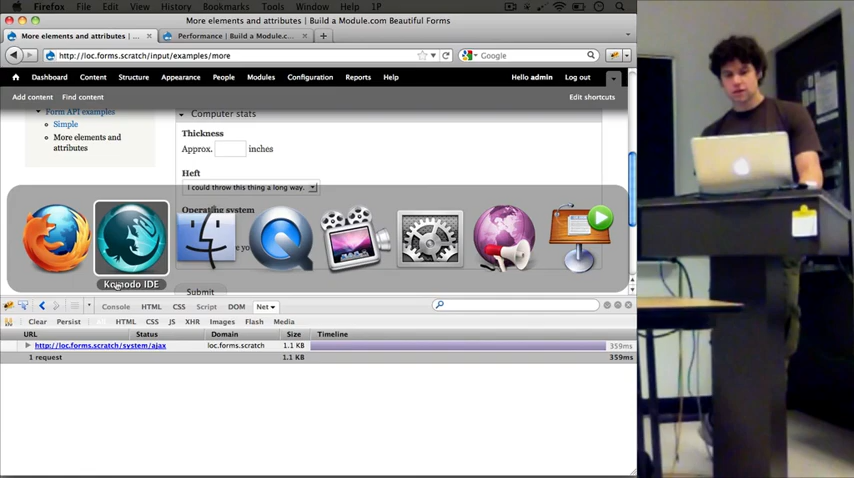 Firefox File Edit View History Bookmarks Tools Window Help 1P
More elements and attributes | Build a Module.com Beautiful Forms
More elements and attributes | ... Performance | Build a Module.c...
http://loc.forms.scratch/input/examples/more
Google
Dashboard Content Structure Appearance People Modules Configuration Reports Help Hello admin Log out
Add content Find content Edit shortcuts
Form API examples
Simple
More elements and
attributes
Computer stats
Thickness
Approx. inches
Heft
I could throw this thing a long way.
Operating system
Komodo IDE
Submit
Console HTML CSS Script DOM Net
Clear Persist All HTML CSS JS XHR Images Flash Media
URL Status Domain Size Timeline
http://loc.forms.scratch/system/ajax loc.forms.scratch 1.1 KB 359ms
1 request 1.1 KB 359ms